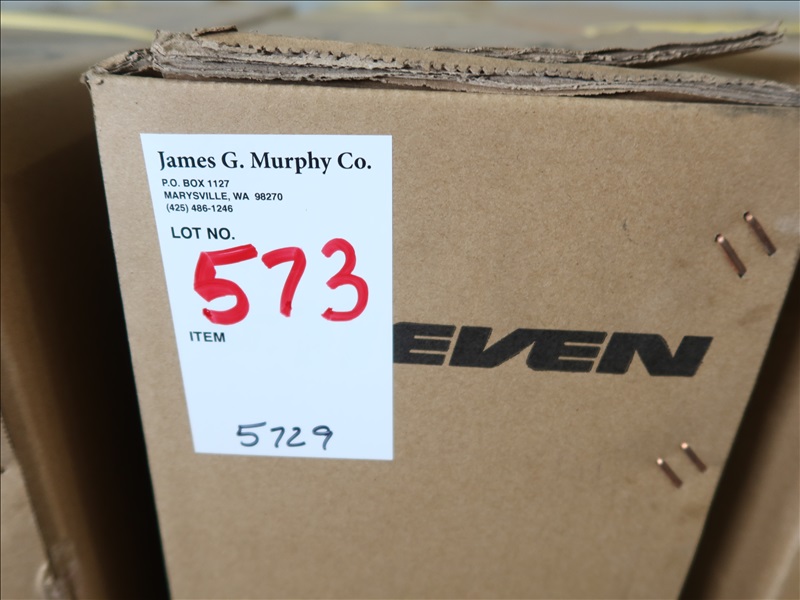 James G. Murphy Co.
P.O. BOX 1127
MARYSVILLE, WA 98270
(425) 486-1246
LOT NO.
573
EVEN
ITEM
5729